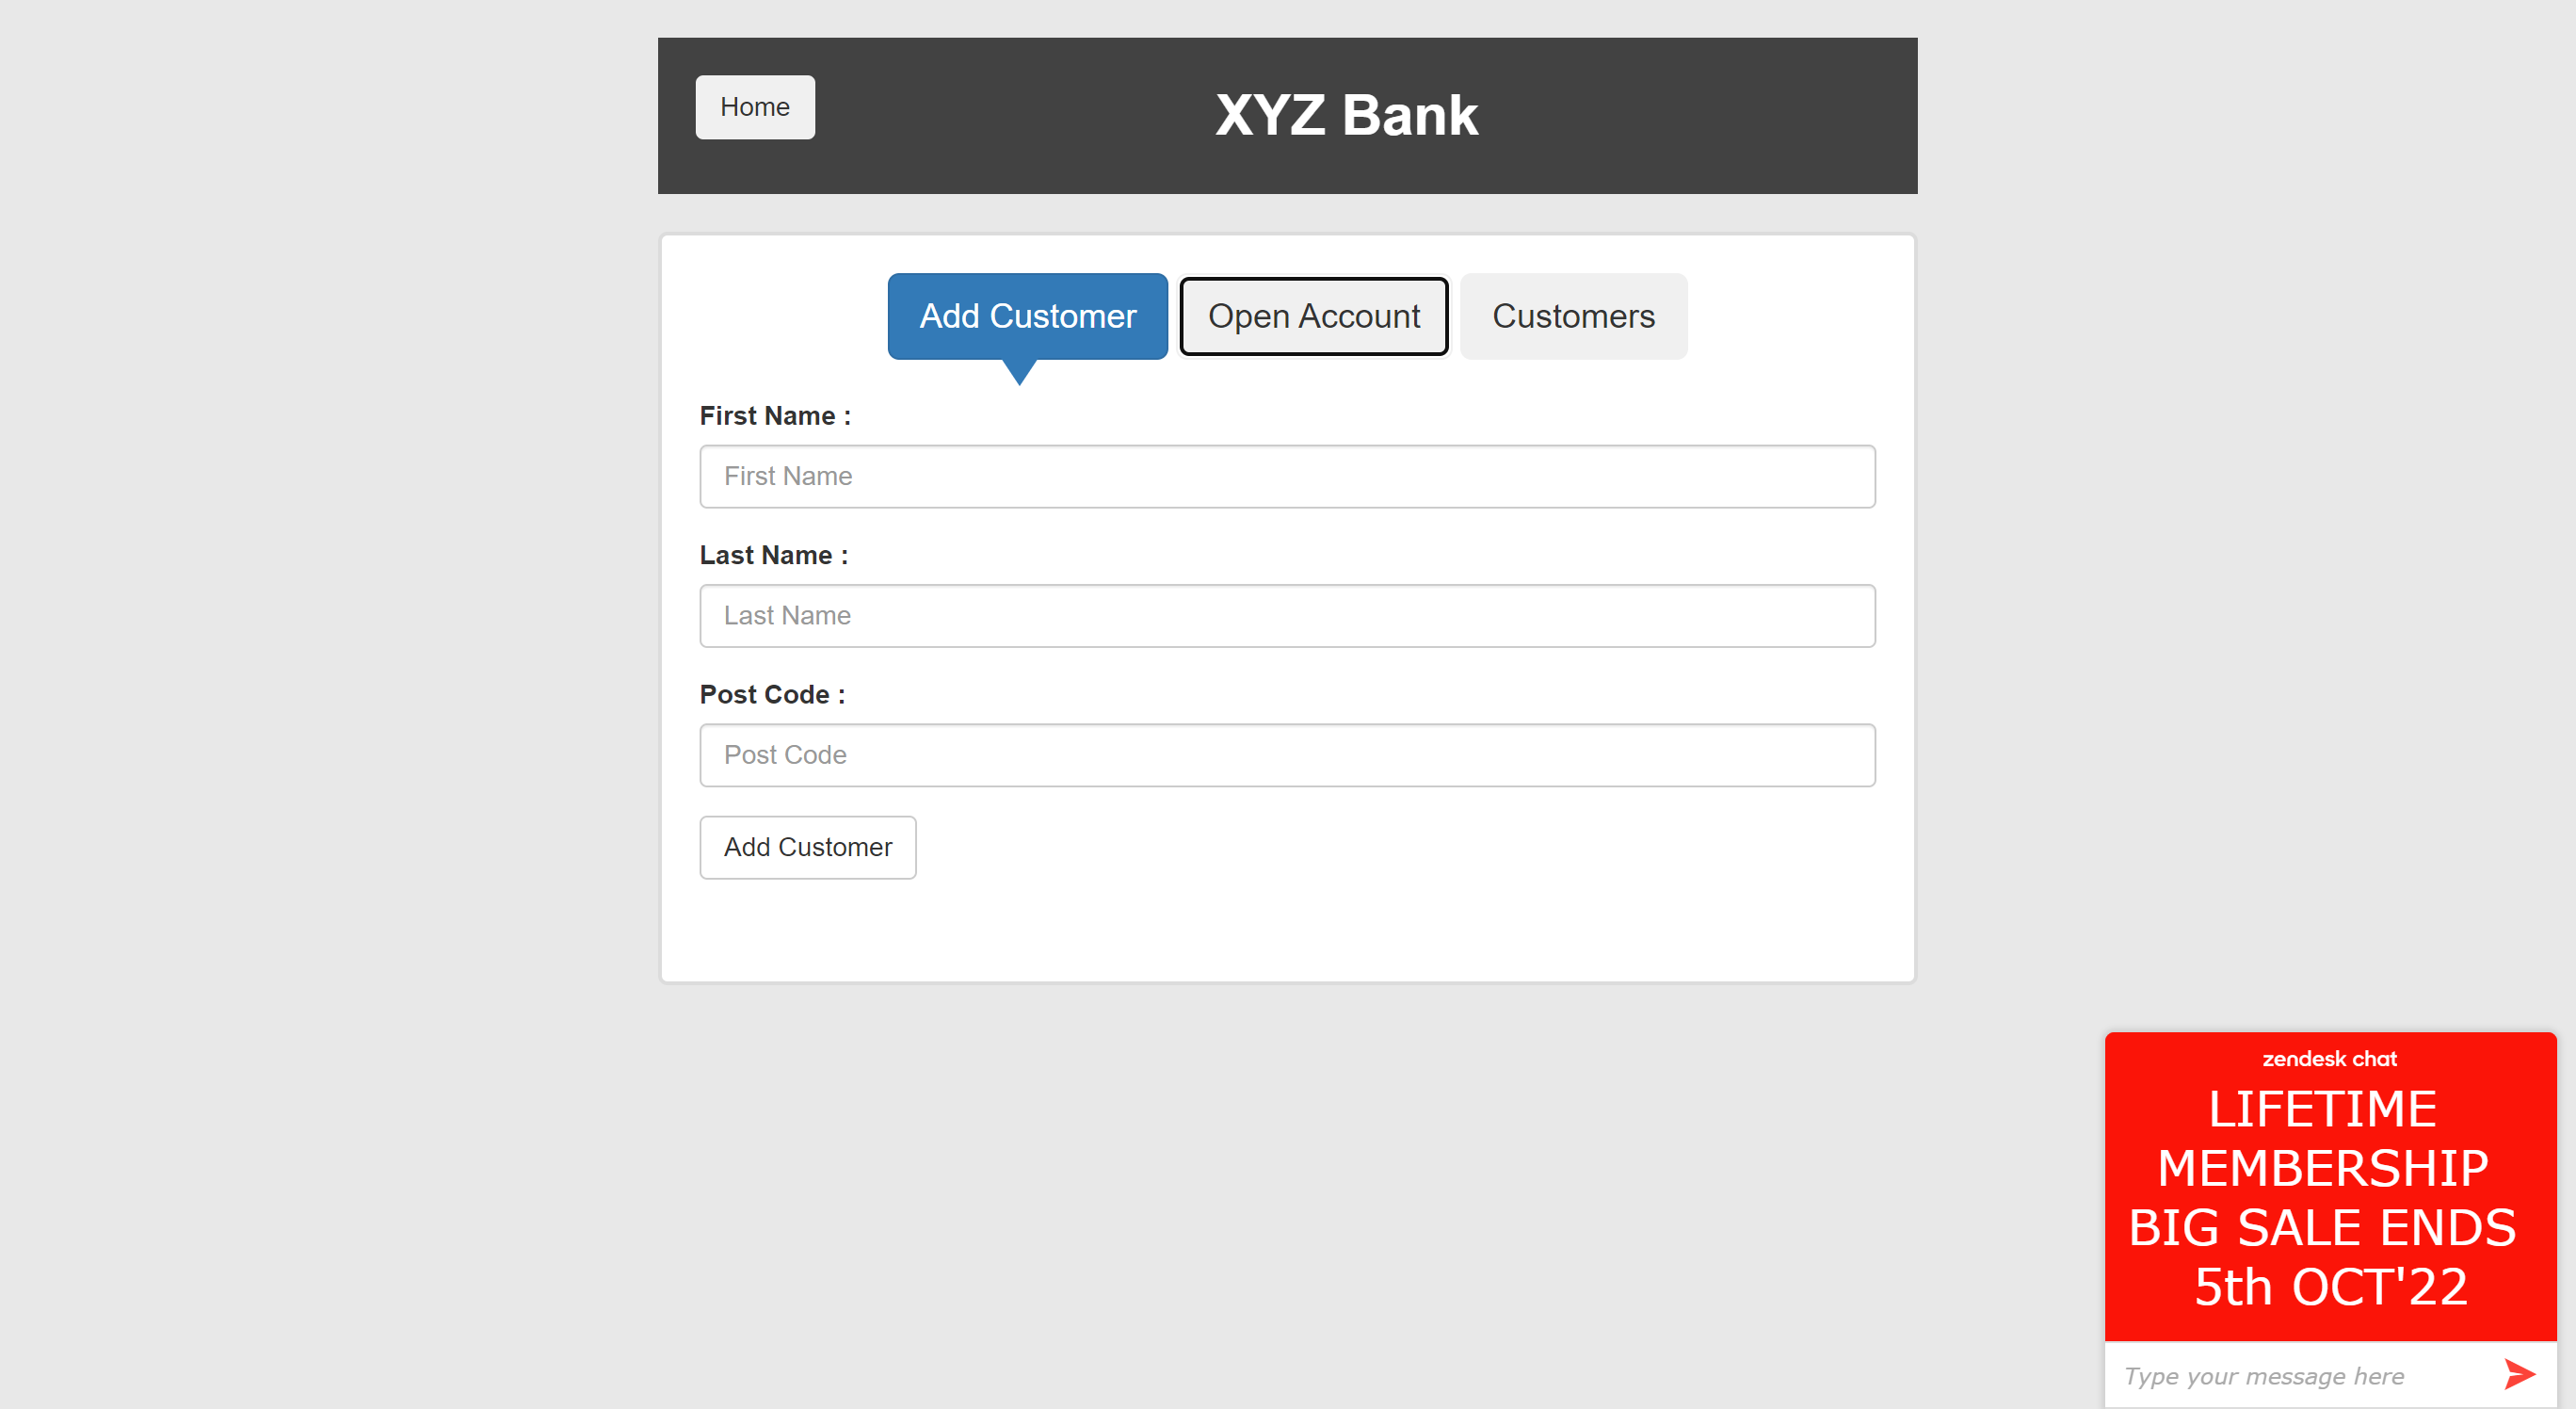 Home
XYZ Bank
Add Customer
Open Account
Customers
First Name :
First Name
Last Name :
Last Name
Post Code :
Post Code
Add Customer
zendesk chat
LIFETIME
MEMBERSHIP
BIG SALE ENDS
5th OCT'22
Type your message here